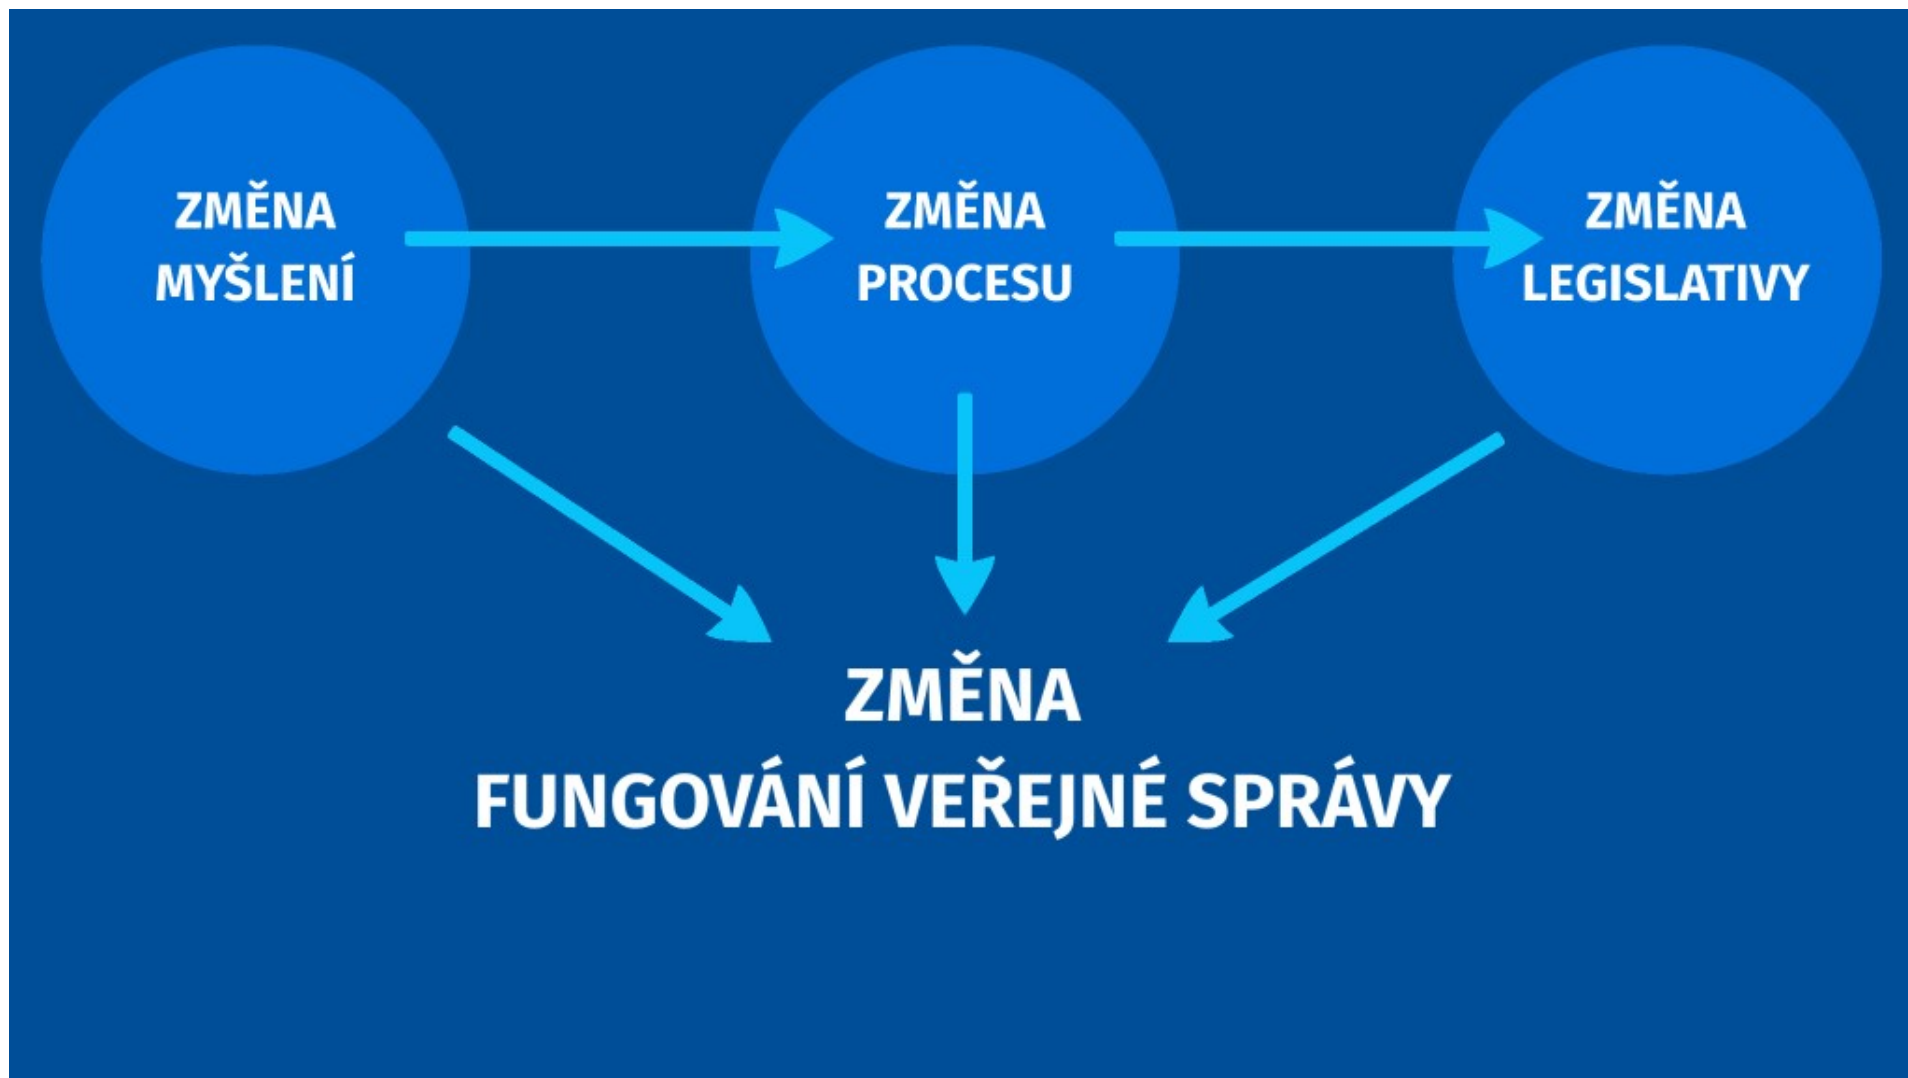 ZMĚNA
MYŠLENÍ
ZMĚNA
PROCESU
ZMĚNA
LEGISLATIVY
ZMĚNA
FUNGOVÁNÍ VEŘEJNÉ SPRÁVY